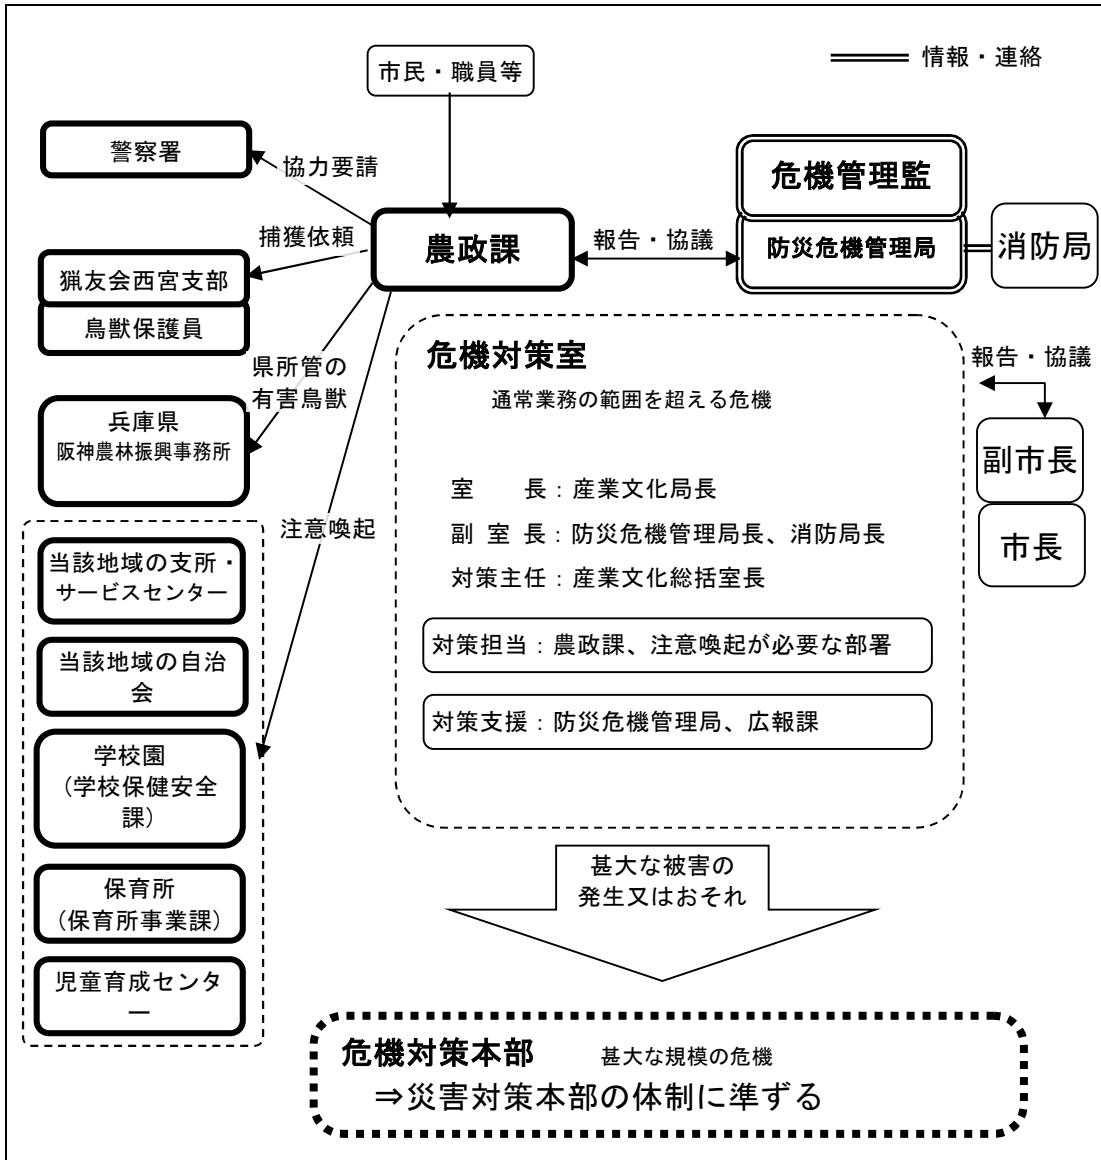 市民・職員等
情報・連絡
警察署
協力要請
捕獲依頼
農政課
報告・協議
危機管理監
防災危機管理局
消防局
猟友会西宮支部
鳥獣保護員
県所管の
有害鳥獣
兵庫県
阪神農林振興事務所
注意喚起
当該地域の支所・
サービスセンター
当該地域の自治
会
学校園
(学校保健安全
課)
保育所
(保育所事業課)
児童育成センタ
ー
危機対策室
通常業務の範囲を超える危機
室　　長：産業文化局長
副 室 長：防災危機管理局長、消防局長
対策主任：産業文化総括室長
対策担当：農政課、注意喚起が必要な部署
対策支援：防災危機管理局、広報課
報告・協議
副市長
市長
甚大な被害の
発生又はおそれ
危機対策本部　　甚大な規模の危機
⇒災害対策本部の体制に準ずる